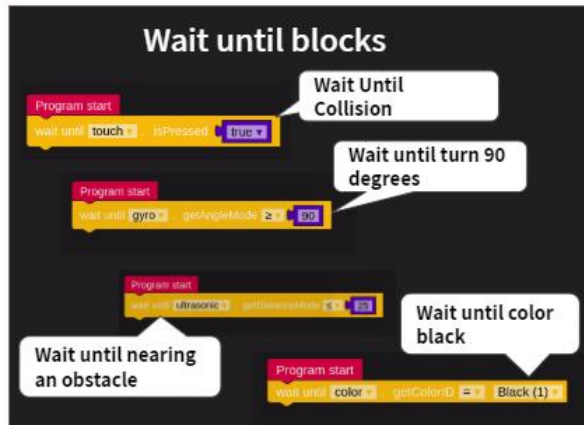 Wait until blocks
Wait Until
Collision
Program start
wait until touch . isPressed true
Wait until turn 90
degrees
Program start
wait until gyro . getAngleMode ≥ 90
Program start
wait until ultrasonic . getDistanceMode ≤ 25
Wait until color
black
Wait until nearing
an obstacle
Program start
wait until color . getColorID = Black (1)